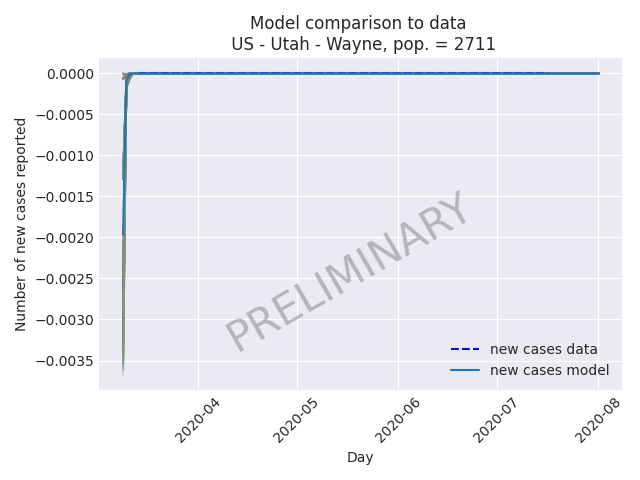 Model comparison to data
US - Utah - Wayne, pop. = 2711
Number of new cases reported
0.0000
−0.0005
−0.0010
−0.0015
−0.0020
−0.0025
−0.0030
−0.0035
PRELIMINARY
new cases data
new cases model
2020-04
2020-05
2020-06
2020-07
2020-08
Day